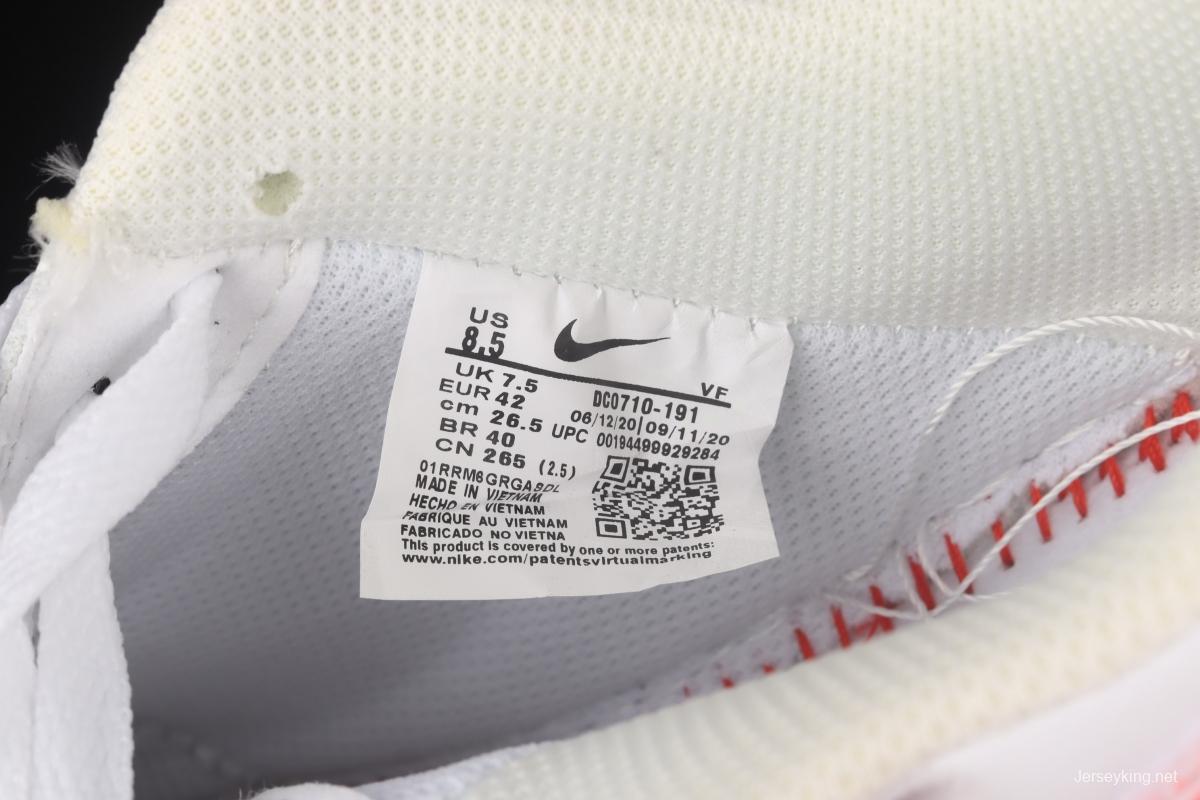 US
8.5
VF
UK 7.5
DC0710-191
EUR 42
06/12/20|09/11/20
cm 26.5
UPC 00194499929284
BR 40
CN 265 (2.5)
01RRM6GRGASDL
MADE IN VIETNAM
HECHO EN VIETNAM
FABRIQUE AU VIETNAM
FABRICADO NO VIETNA
This product is covered by one or more patents:
www.nike.com/patentsvirtualmarking
Jerseyking.net